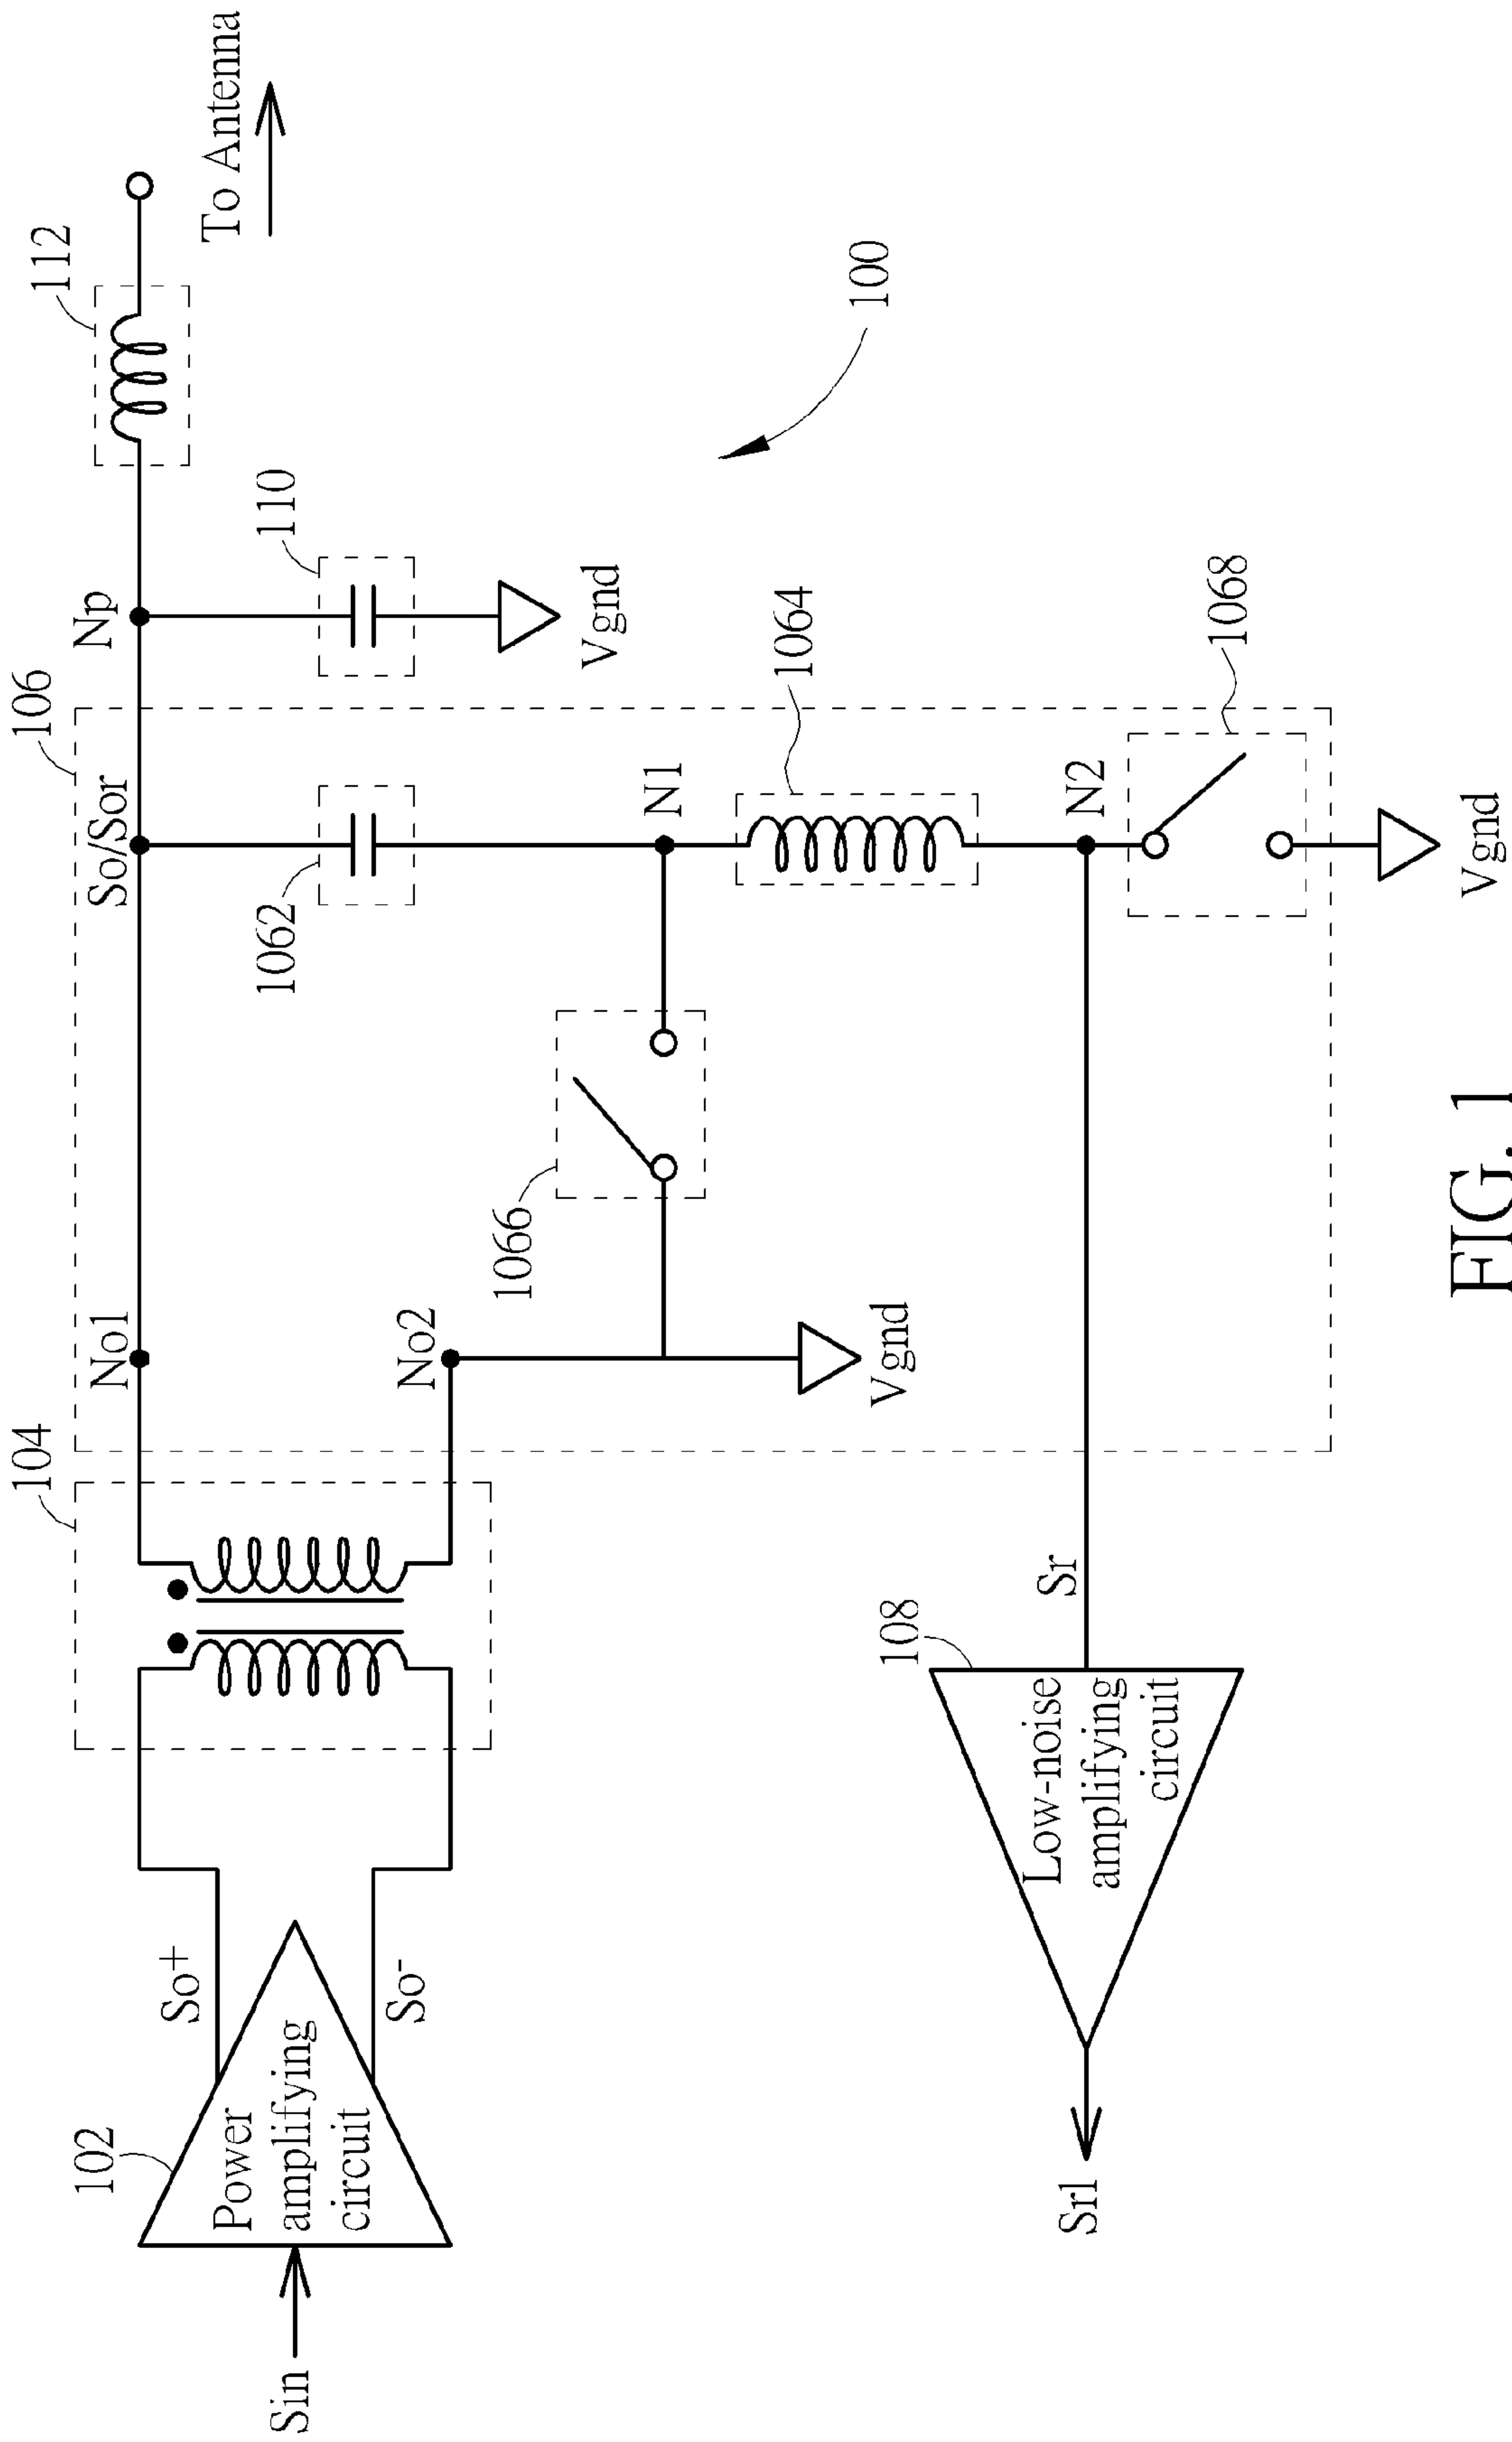 104
106
112
No1
So/Sor
Np
To Antenna
102
So+
1062
110
Sin
Power
amplifying
circuit
So-
No2
Vgnd
1066
N1
100
Vgnd
1064
108
Low-noise
amplifying
circuit
Sr
N2
Srl
1068
Vgnd
FIG. 1